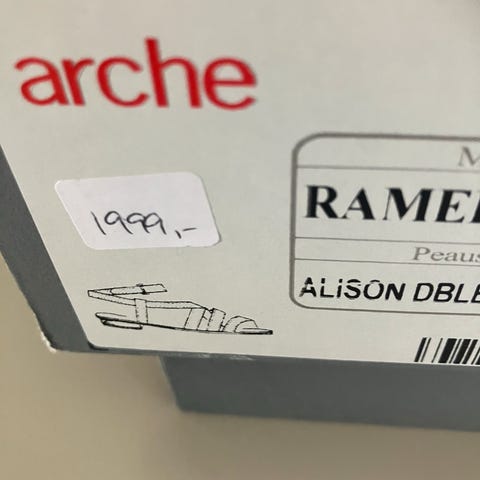 arche
1999,-
M
RAME
Peaus
ALiSON DBLE